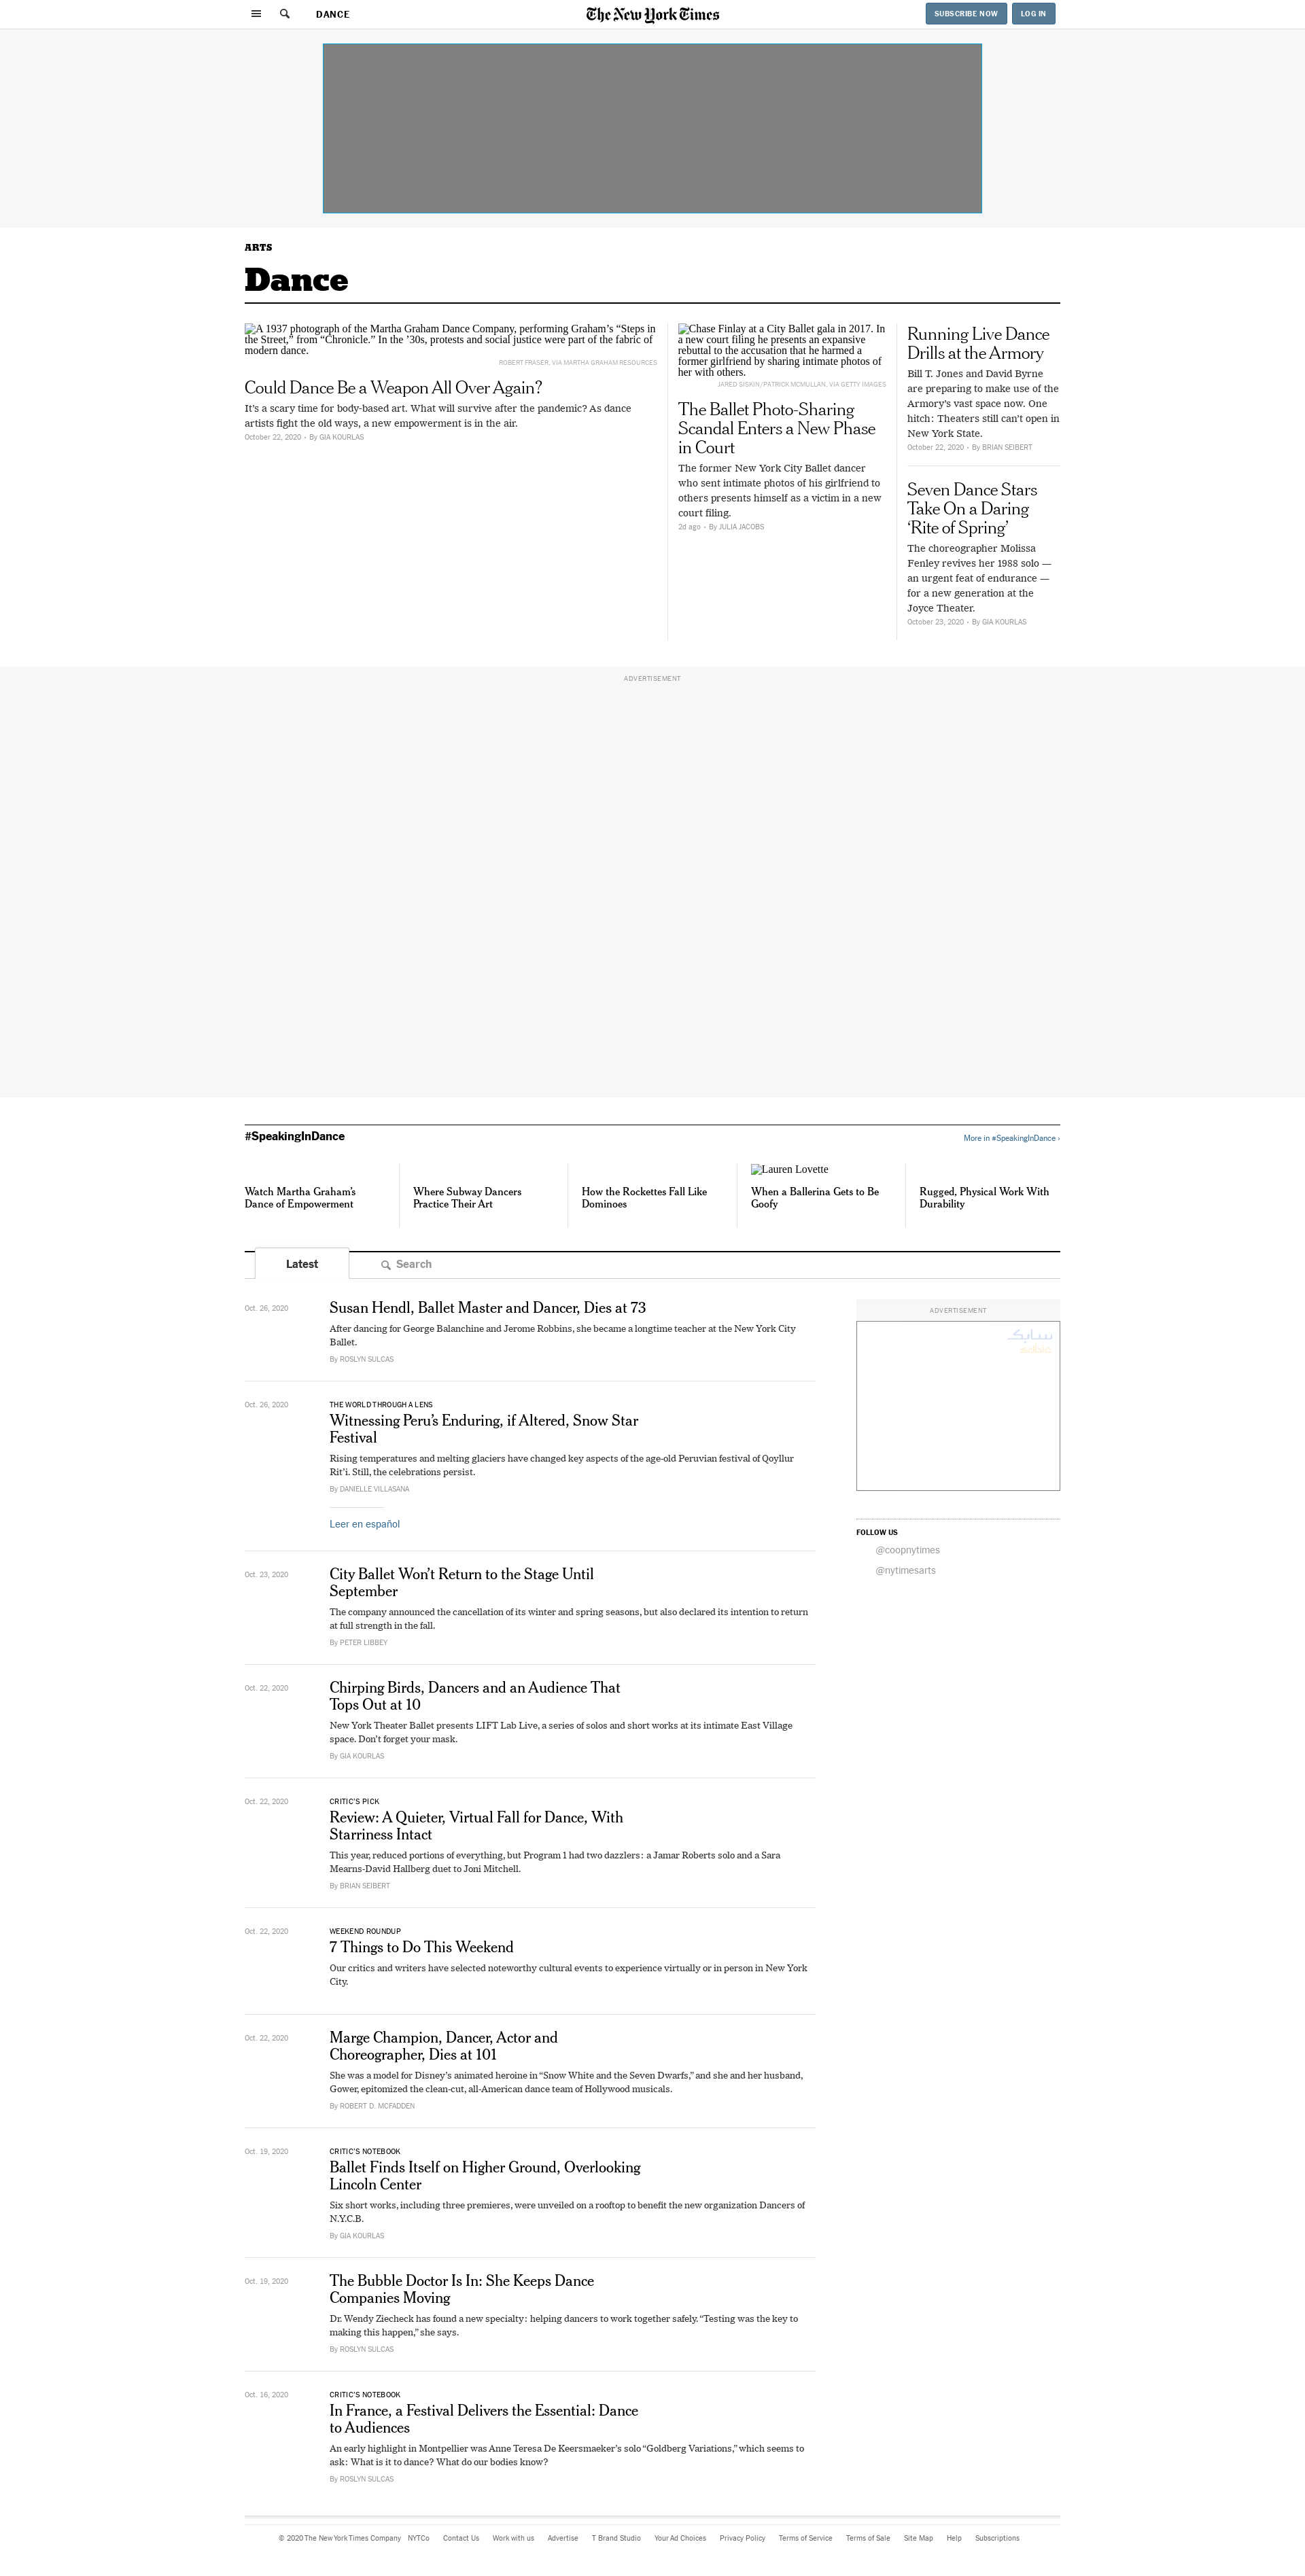 DANCE
The New York Times
SUBSCRIBE NOW
LOG IN
ARTS
Dance
A 1937 photograph of the Martha Graham Dance Company, performing Graham’s “Steps in
the Street,” from “Chronicle.” In the ’30s, protests and social justice were part of the fabric of
modern dance.
ROBERT FRASER, VIA MARTHA GRAHAM RESOURCES
Could Dance Be a Weapon All Over Again?
It’s a scary time for body-based art. What will survive after the pandemic? As dance
artists fight the old ways, a new empowerment is in the air.
October 22, 2020 • By GIA KOURLAS
Chase Finlay at a City Ballet gala in 2017. In
a new court filing he presents an expansive
rebuttal to the accusation that he harmed a
former girlfriend by sharing intimate photos of
her with others.
JARED SISKIN/PATRICK MCMULLAN, VIA GETTY IMAGES
The Ballet Photo-Sharing
Scandal Enters a New Phase
in Court
The former New York City Ballet dancer
who sent intimate photos of his girlfriend to
others presents himself as a victim in a new
court filing.
2d ago • By JULIA JACOBS
Running Live Dance
Drills at the Armory
Bill T. Jones and David Byrne
are preparing to make use of the
Armory’s vast space now. One
hitch: Theaters still can’t open in
New York State.
October 22, 2020 • By BRIAN SEIBERT
Seven Dance Stars
Take On a Daring
‘Rite of Spring’
The choreographer Molissa
Fenley revives her 1988 solo —
an urgent feat of endurance —
for a new generation at the
Joyce Theater.
October 23, 2020 • By GIA KOURLAS
ADVERTISEMENT
#SpeakingInDance
More in #SpeakingInDance ›
Watch Martha Graham’s
Dance of Empowerment
Where Subway Dancers
Practice Their Art
How the Rockettes Fall Like
Dominoes
Lauren Lovette
When a Ballerina Gets to Be
Goofy
Rugged, Physical Work With
Durability
Latest
Search
Oct. 26, 2020
Susan Hendl, Ballet Master and Dancer, Dies at 73
After dancing for George Balanchine and Jerome Robbins, she became a longtime teacher at the New York City
Ballet.
By ROSLYN SULCAS
Oct. 26, 2020
THE WORLD THROUGH A LENS
Witnessing Peru’s Enduring, if Altered, Snow Star
Festival
Rising temperatures and melting glaciers have changed key aspects of the age-old Peruvian festival of Qoyllur
Rit’i. Still, the celebrations persist.
By DANIELLE VILLASANA
Leer en español
Oct. 23, 2020
City Ballet Won’t Return to the Stage Until
September
The company announced the cancellation of its winter and spring seasons, but also declared its intention to return
at full strength in the fall.
By PETER LIBBEY
Oct. 22, 2020
Chirping Birds, Dancers and an Audience That
Tops Out at 10
New York Theater Ballet presents LIFT Lab Live, a series of solos and short works at its intimate East Village
space. Don’t forget your mask.
By GIA KOURLAS
Oct. 22, 2020
CRITIC’S PICK
Review: A Quieter, Virtual Fall for Dance, With
Starriness Intact
This year, reduced portions of everything, but Program 1 had two dazzlers: a Jamar Roberts solo and a Sara
Mearns-David Hallberg duet to Joni Mitchell.
By BRIAN SEIBERT
Oct. 22, 2020
WEEKEND ROUNDUP
7 Things to Do This Weekend
Our critics and writers have selected noteworthy cultural events to experience virtually or in person in New York
City.
Oct. 22, 2020
Marge Champion, Dancer, Actor and
Choreographer, Dies at 101
She was a model for Disney’s animated heroine in “Snow White and the Seven Dwarfs,” and she and her husband,
Gower, epitomized the clean-cut, all-American dance team of Hollywood musicals.
By ROBERT D. MCFADDEN
Oct. 19, 2020
CRITIC’S NOTEBOOK
Ballet Finds Itself on Higher Ground, Overlooking
Lincoln Center
Six short works, including three premieres, were unveiled on a rooftop to benefit the new organization Dancers of
N.Y.C.B.
By GIA KOURLAS
Oct. 19, 2020
The Bubble Doctor Is In: She Keeps Dance
Companies Moving
Dr. Wendy Ziecheck has found a new specialty: helping dancers to work together safely. “Testing was the key to
making this happen,” she says.
By ROSLYN SULCAS
Oct. 16, 2020
CRITIC’S NOTEBOOK
In France, a Festival Delivers the Essential: Dance
to Audiences
An early highlight in Montpellier was Anne Teresa De Keersmaeker’s solo “Goldberg Variations,” which seems to
ask: What is it to dance? What do our bodies know?
By ROSLYN SULCAS
ADVERTISEMENT
سابك
sabic
FOLLOW US
@coopnytimes
@nytimesarts
© 2020 The New York Times Company NYTCo Contact Us Work with us Advertise T Brand Studio Your Ad Choices Privacy Policy Terms of Service Terms of Sale Site Map Help Subscriptions